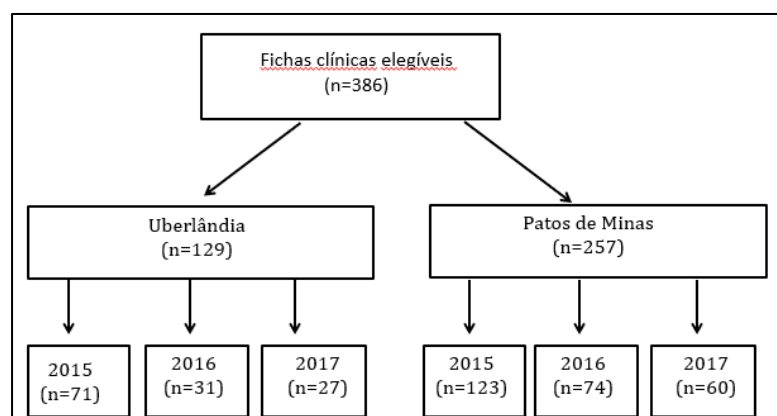 Fichas clínicas elegíveis
(n=386)
Uberlândia
(n=129)
Patos de Minas
(n=257)
2015
(n=71)
2016
(n=31)
2017
(n=27)
2015
(n=123)
2016
(n=74)
2017
(n=60)